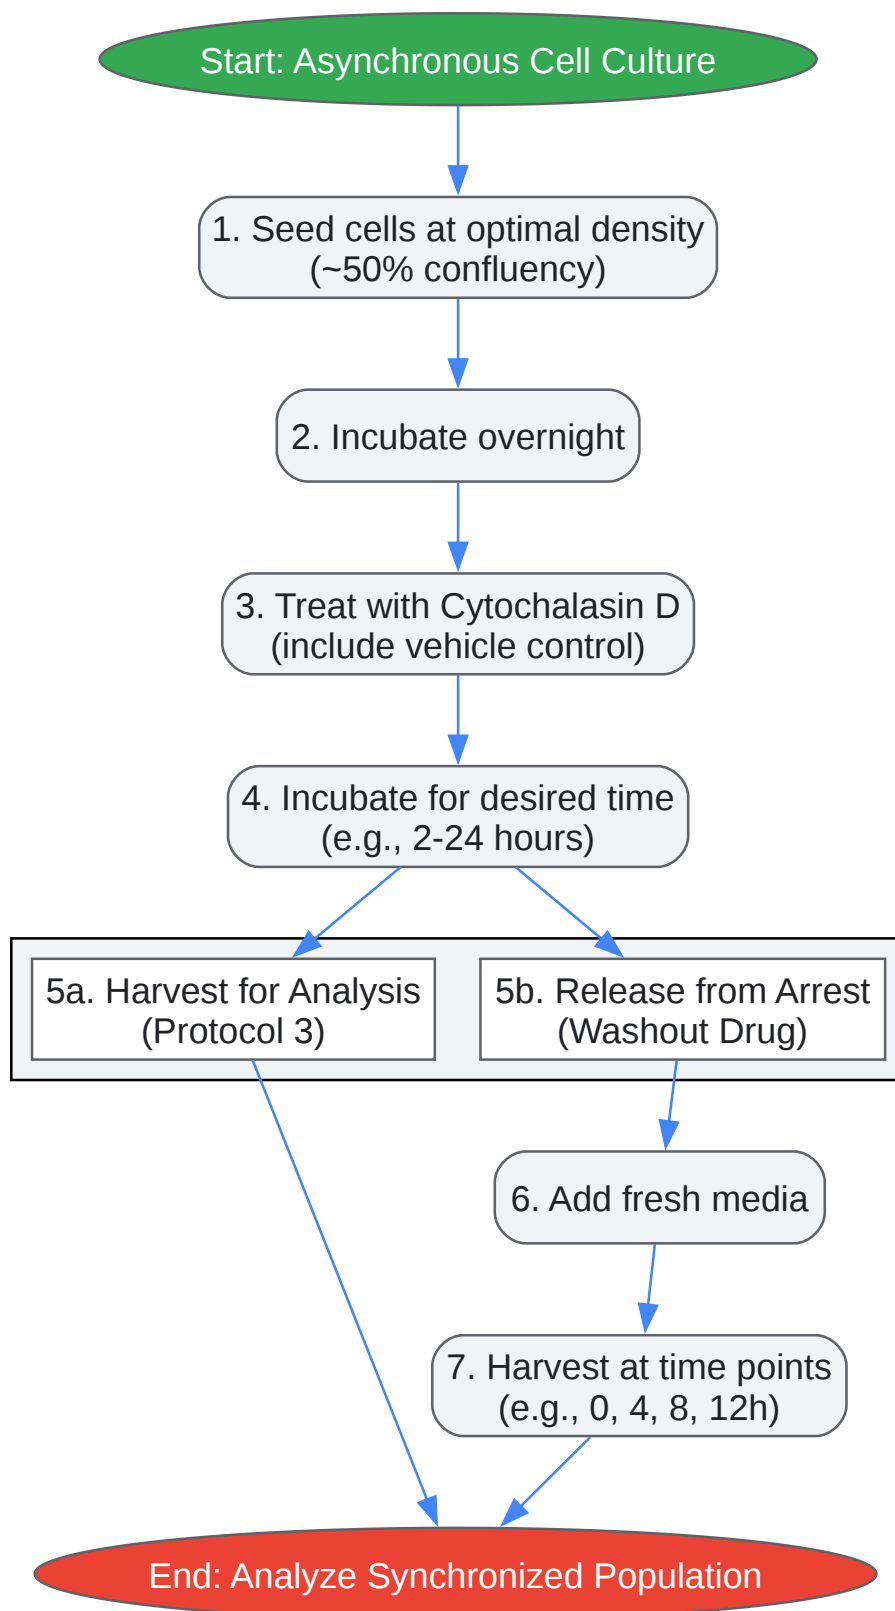 Start: Asynchronous Cell Culture
1. Seed cells at optimal density
(~50% confluency)
2. Incubate overnight
3. Treat with Cytochalasin D
(include vehicle control)
4. Incubate for desired time
(e.g., 2-24 hours)
5a. Harvest for Analysis
(Protocol 3)
5b. Release from Arrest
(Washout Drug)
6. Add fresh media
7. Harvest at time points
(e.g., 0, 4, 8, 12h)
End: Analyze Synchronized Population